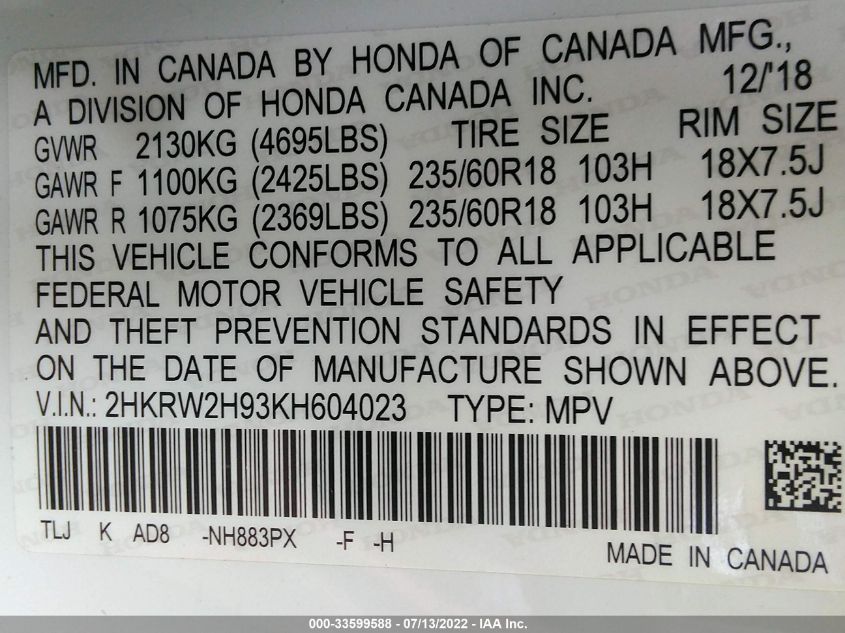 MFD. IN CANADA BY HONDA OF CANADA MFG.,
A DIVISION OF HONDA CANADA INC. 12/'18
GVWR 2130KG (4695LBS) TIRE SIZE RIM SIZE
GAWR F 1100KG (2425LBS) 235/60R18 103H 18X7.5J
GAWR R 1075KG (2369LBS) 235/60R18 103H 18X7.5J
THIS VEHICLE CONFORMS TO ALL APPLICABLE
FEDERAL MOTOR VEHICLE SAFETY
AND THEFT PREVENTION STANDARDS IN EFFECT
ON THE DATE OF MANUFACTURE SHOWN ABOVE.
V.I.N.: 2HKRW2H93KH604023 TYPE: MPV
TLJ K AD8 -NH883PX -F -H
MADE IN CANADA
000-33599588 - 07/13/2022 - IAA Inc.